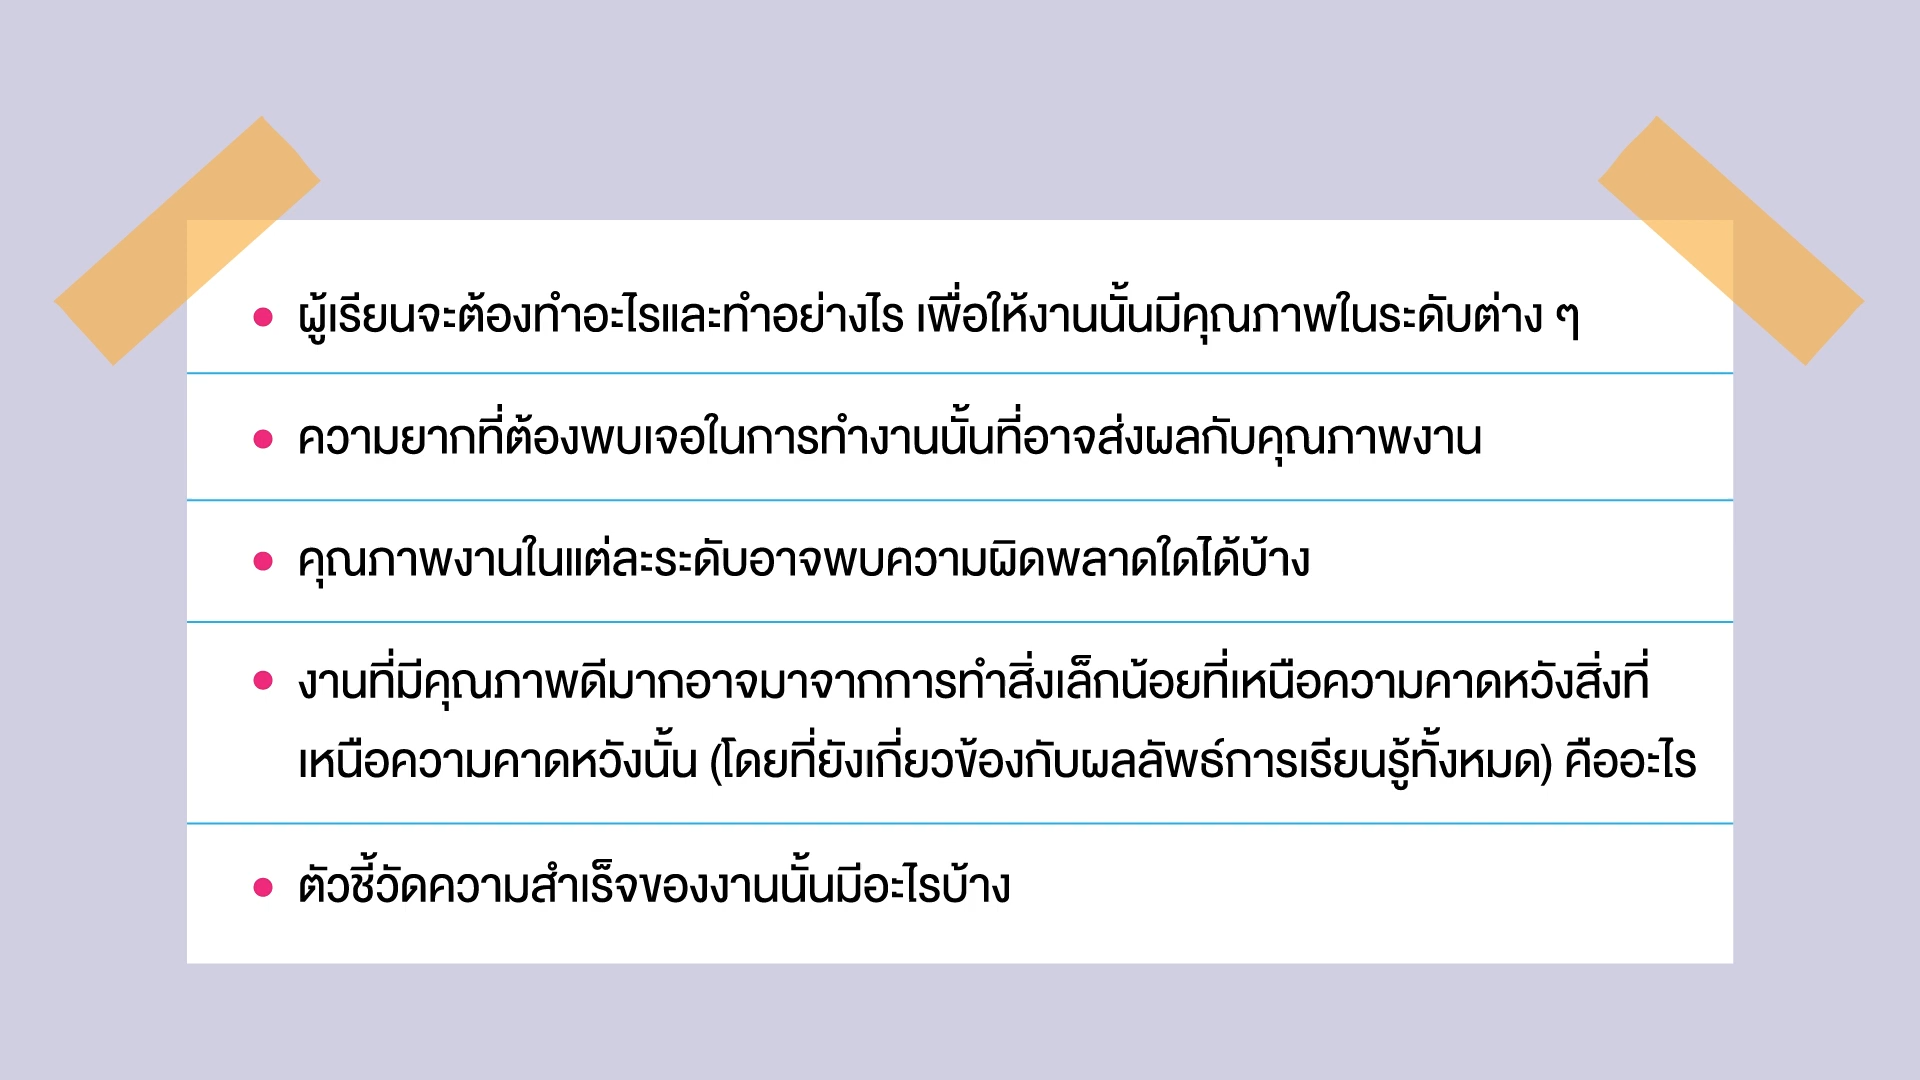 • ผู้เรียนจะต้องทำอะไรและทำอย่างไร เพื่อให้งานนั้นมีคุณภาพในระดับต่าง ๆ
• ความยากที่ต้องพบเจอในการทำงานนั้นที่อาจส่งผลกับคุณภาพงาน
• คุณภาพงานในแต่ละระดับอาจพบความผิดพลาดใดได้บ้าง
• งานที่มีคุณภาพดีมากอาจมาจากการทำสิ่งเล็กน้อยที่เหนือความคาดหวังสิ่งที่
เหนือความคาดหวังนั้น (โดยที่ยังเกี่ยวข้องกับผลลัพธ์การเรียนรู้ทั้งหมด) คืออะไร
• ตัวชี้วัดความสำเร็จของงานนั้นมีอะไรบ้าง